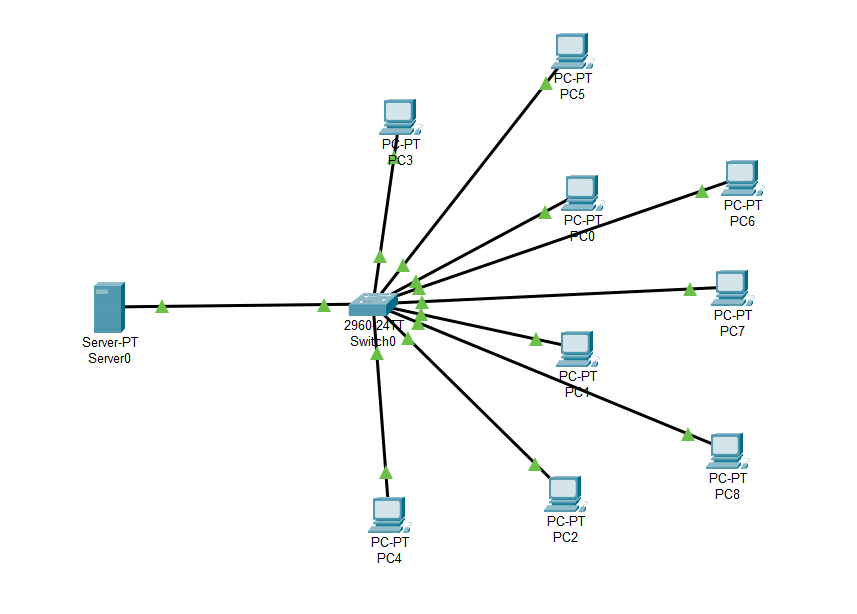 PC-PT
PC5
PC-PT
PC3
PC-PT
PC6
PC-PT
PC0
PC-PT
PC7
2960-24TT
Switch0
Server-PT
Server0
PC-PT
PC1
PC-PT
PC8
PC-PT
PC2
PC-PT
PC4